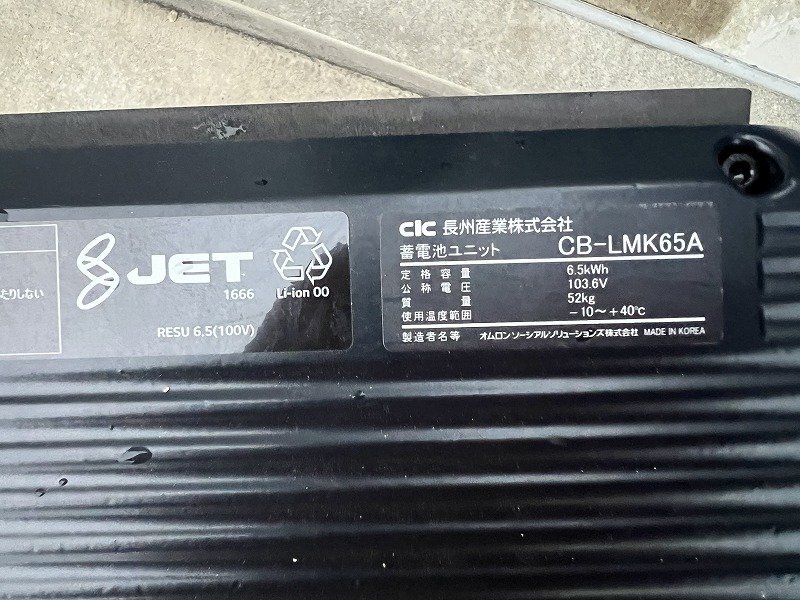 たりしない
JET
1666
Li-ion 00
RESU 6.5(100V)
CIC 長州産業株式会社
蓄電池ユニット CB-LMK65A
定格容量 6.5kWh
公称電圧 103.6V
質量 52kg
使用温度範囲 －10～＋40℃
製造者名等 オムロンソーシアルソリューションズ株式会社 MADE IN KOREA